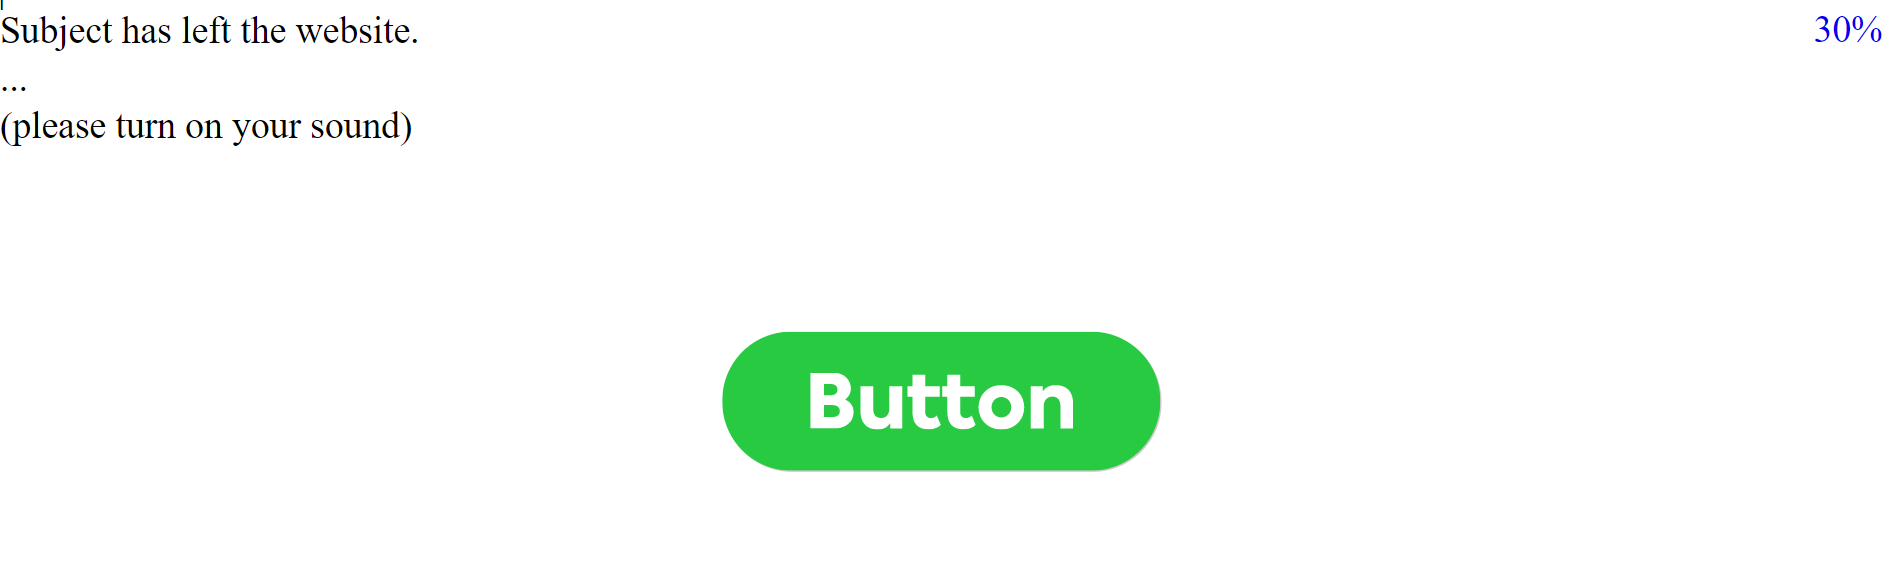 Subject has left the website.
30%
...
(please turn on your sound)
Button